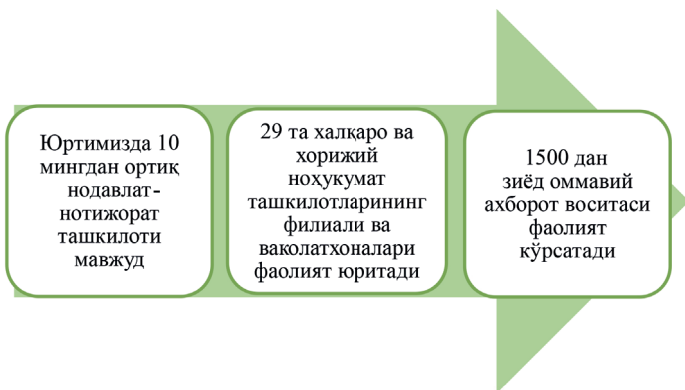 Юртимизда 10
мингдан ортиқ
нодавлат-
нотижорат
ташкилоти
мавжуд
29 та халқаро ва
хорижий
ноҳукумат
ташкилотларининг
филиали ва
ваколатхоналари
фаолият юритади
1500 дан
зиёд оммавий
ахборот воситаси
фаолият
кўрсатади